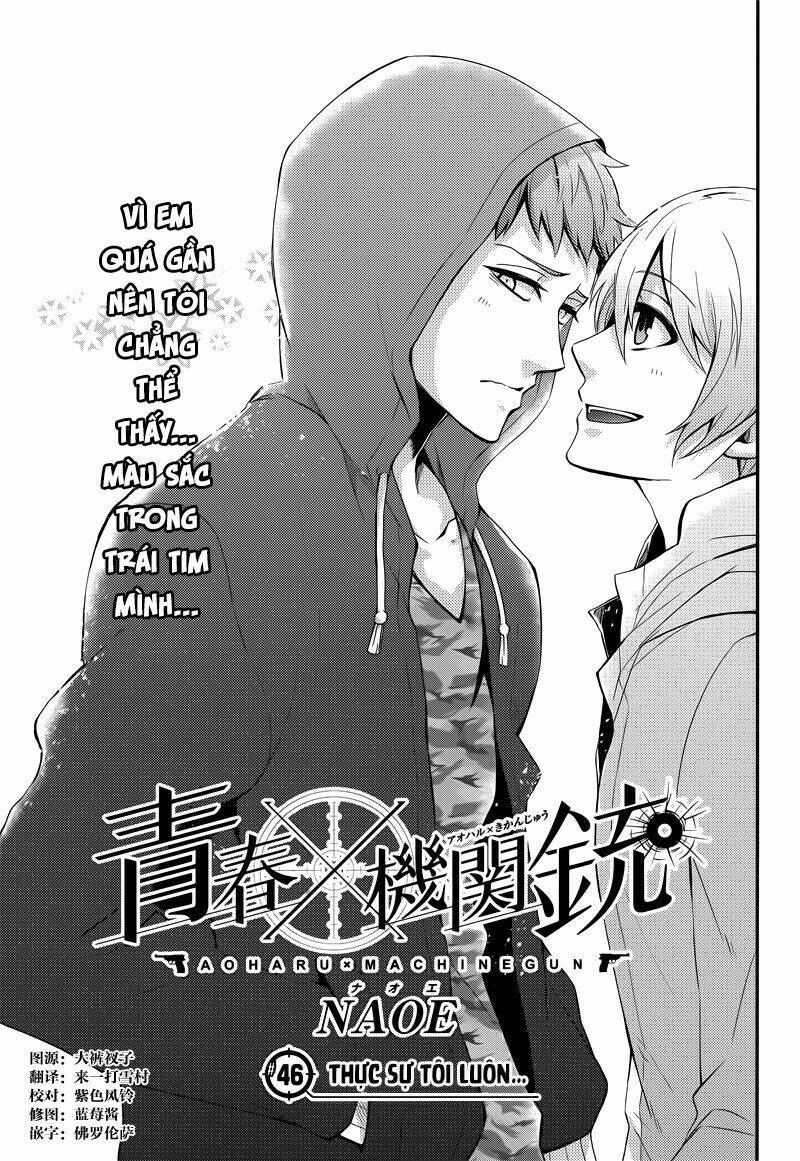 VÌ EM
QUÁ GẦN
NÊN TÔI
CHẲNG
THỂ
THẤY...
MÀU SẮC
TRONG
TRÁI TIM
MÌNH...
アオハル×きかんじゅう
青春×機関銃
AOHARU×MACHINEGUN
ナオエ
NAOE
#46 THỰC SỰ TÔI LUÔN...
图源：大裤衩子
翻译：来一打雪村
校对：紫色风铃
修图：蓝莓酱
嵌字：佛罗伦萨